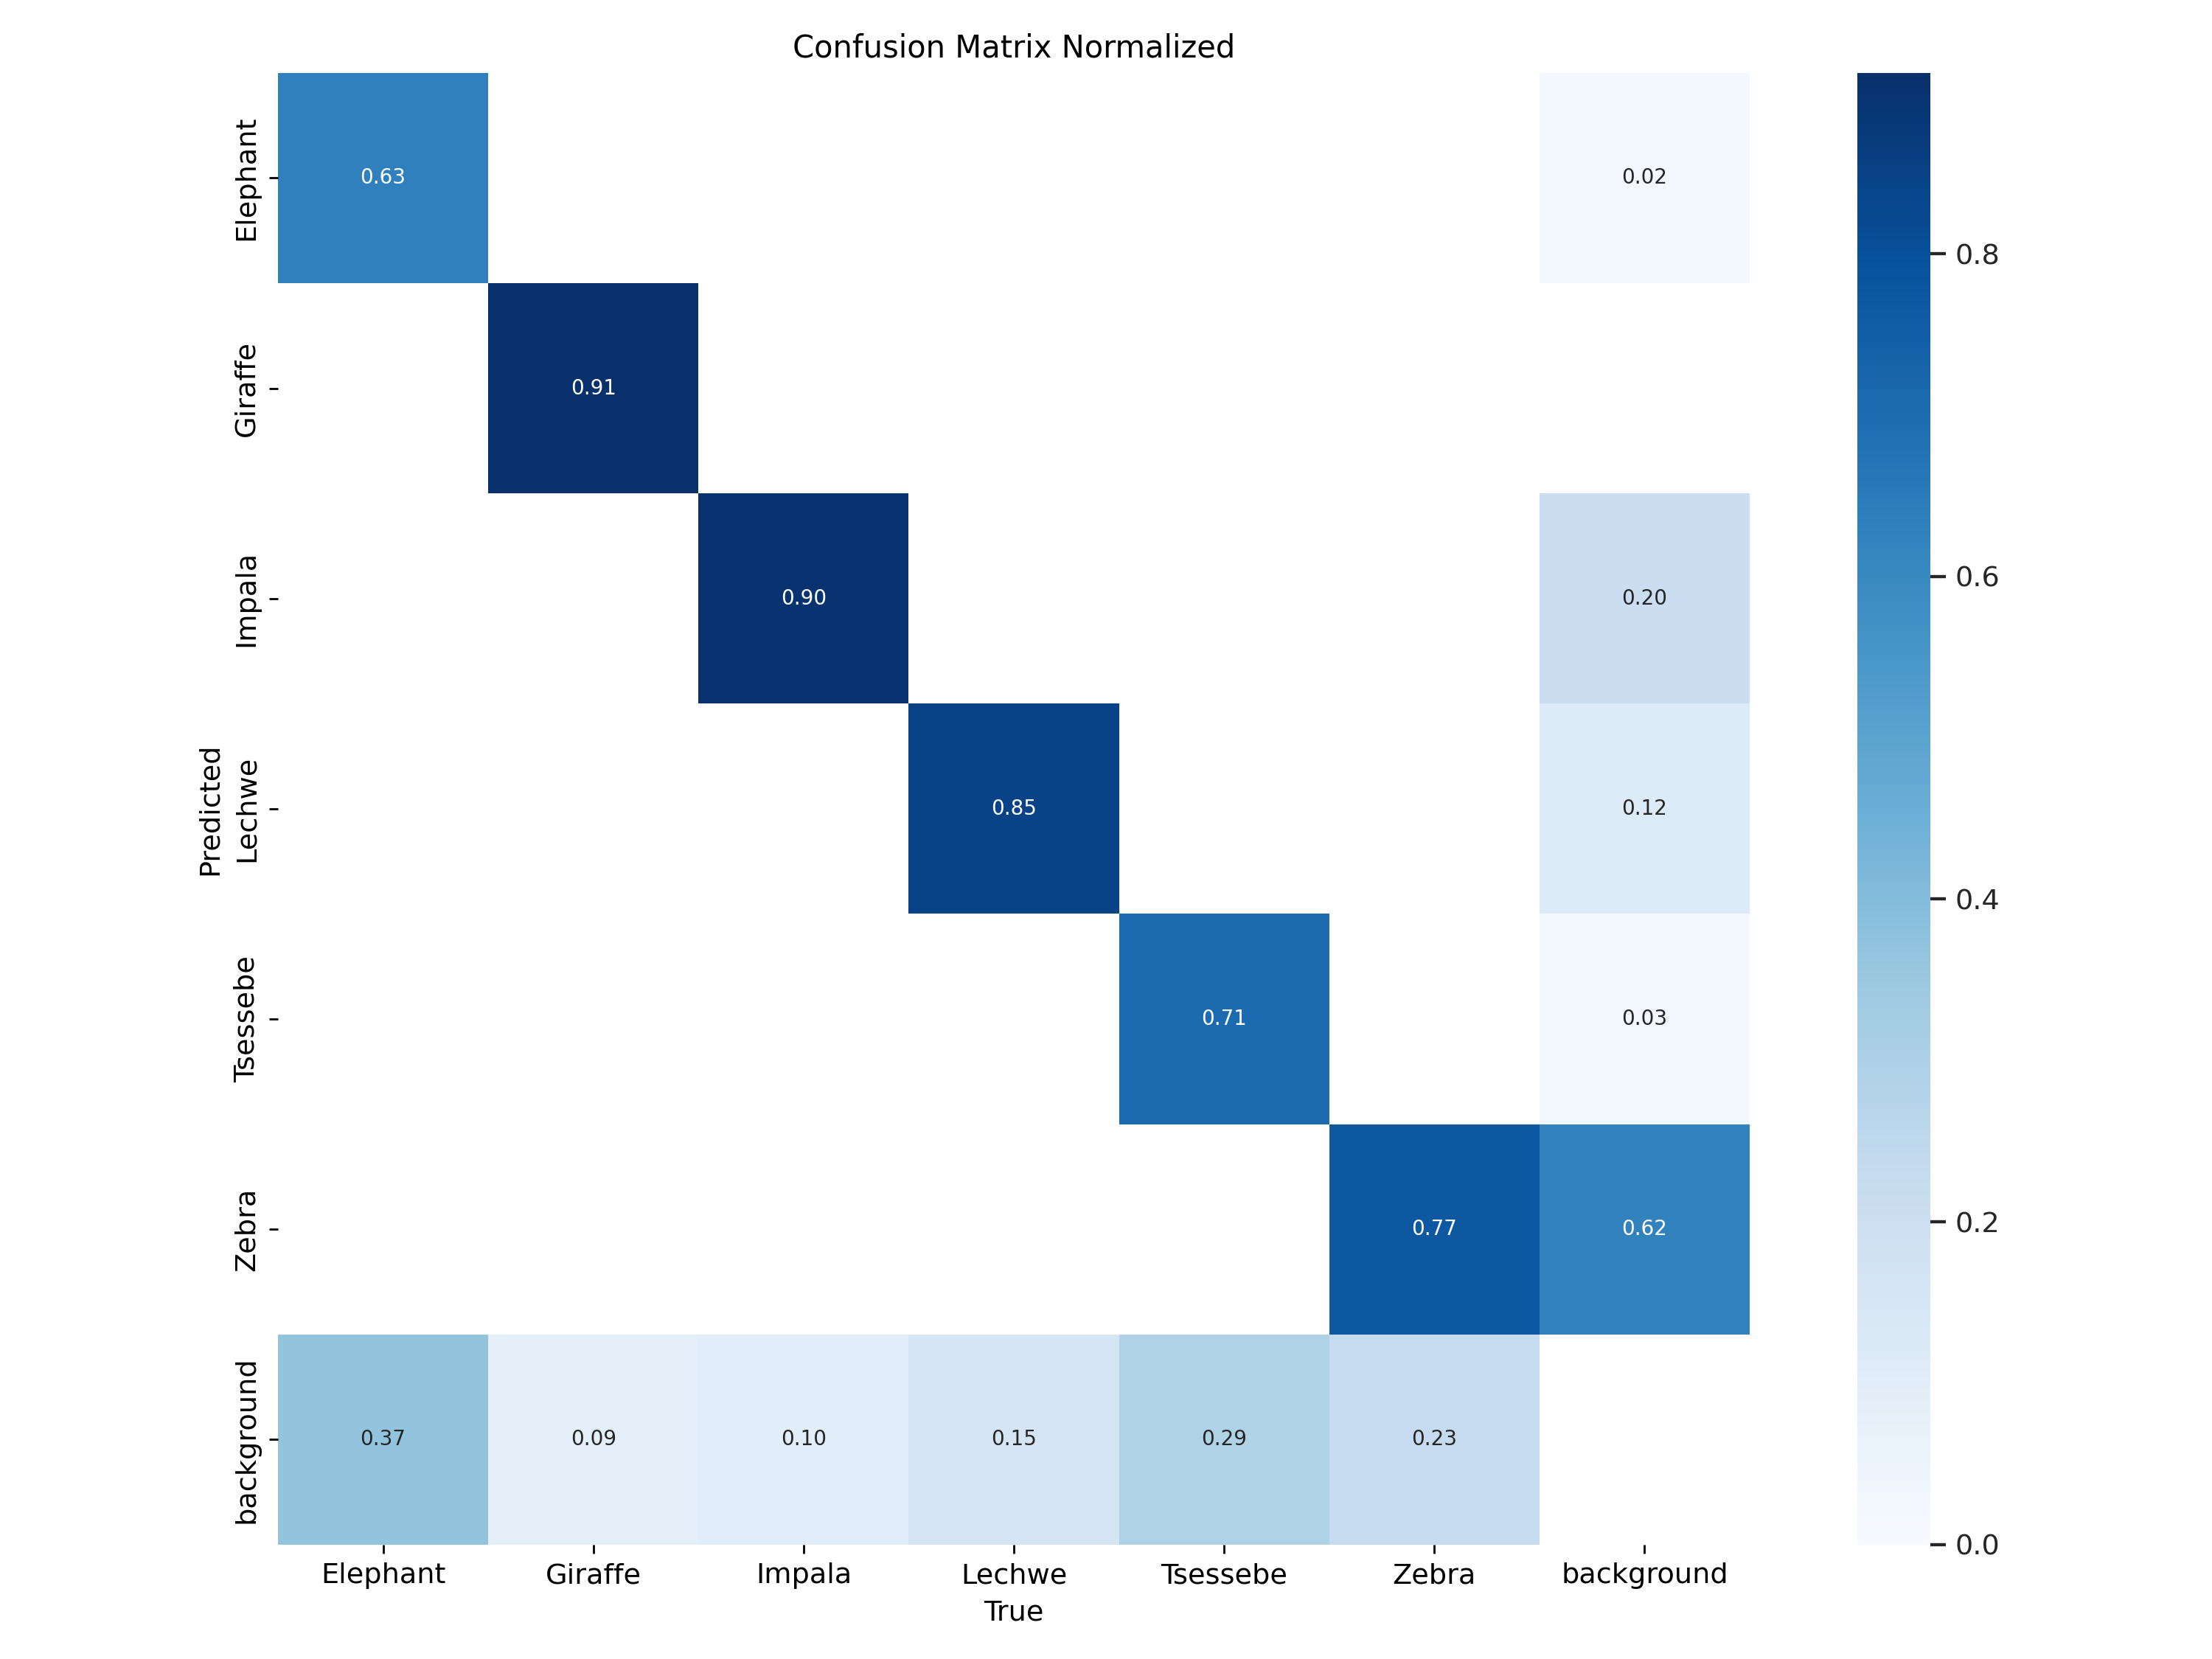 Confusion Matrix Normalized
Predicted
Elephant
0.63
0.02
Giraffe
0.91
Impala
0.90
0.20
Lechwe
0.85
0.12
Tsessebe
0.71
0.03
Zebra
0.77
0.62
background
0.37
0.09
0.10
0.15
0.29
0.23
Elephant
Giraffe
Impala
Lechwe
Tsessebe
Zebra
background
True
0.8
0.6
0.4
0.2
0.0